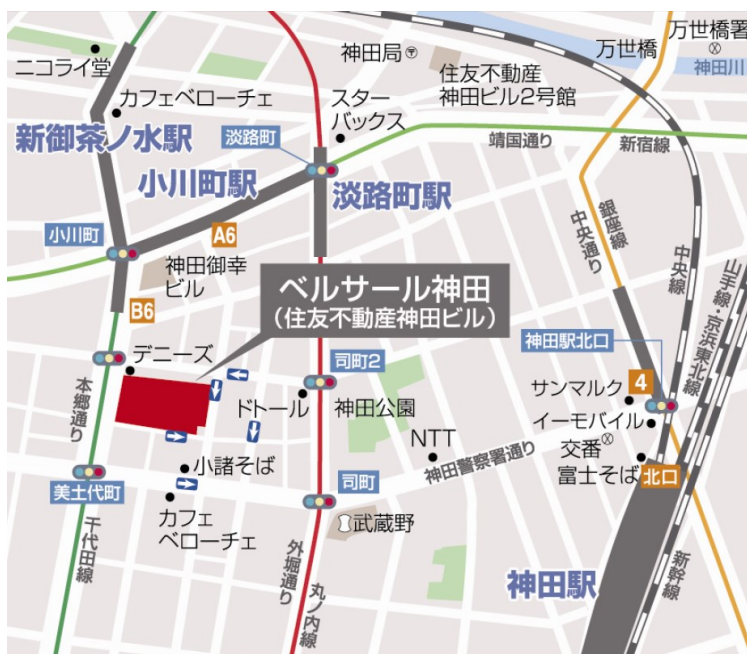 万世橋署
万世橋
神田川
神田局
住友不動産
神田ビル2号館
ニコライ堂
カフェベローチェ
スター
バックス
新御茶ノ水駅
淡路町
靖国通り
新宿線
小川町駅
淡路町駅
小川町
A6
神田御幸
ビル
銀座線
中央通り
中央線
山手線・京浜東北線
ベルサール神田
(住友不動産神田ビル)
B6
神田駅北口
デニーズ
司町2
サンマルク
4
本郷通り
ドトール
神田公園
イーモバイル
NTT
交番
小諸そば
神田警察署通り
富士そば
北口
美土代町
司町
カフェ
ベローチェ
武蔵野
千代田線
外堀通り
丸ノ内線
神田駅
新幹線